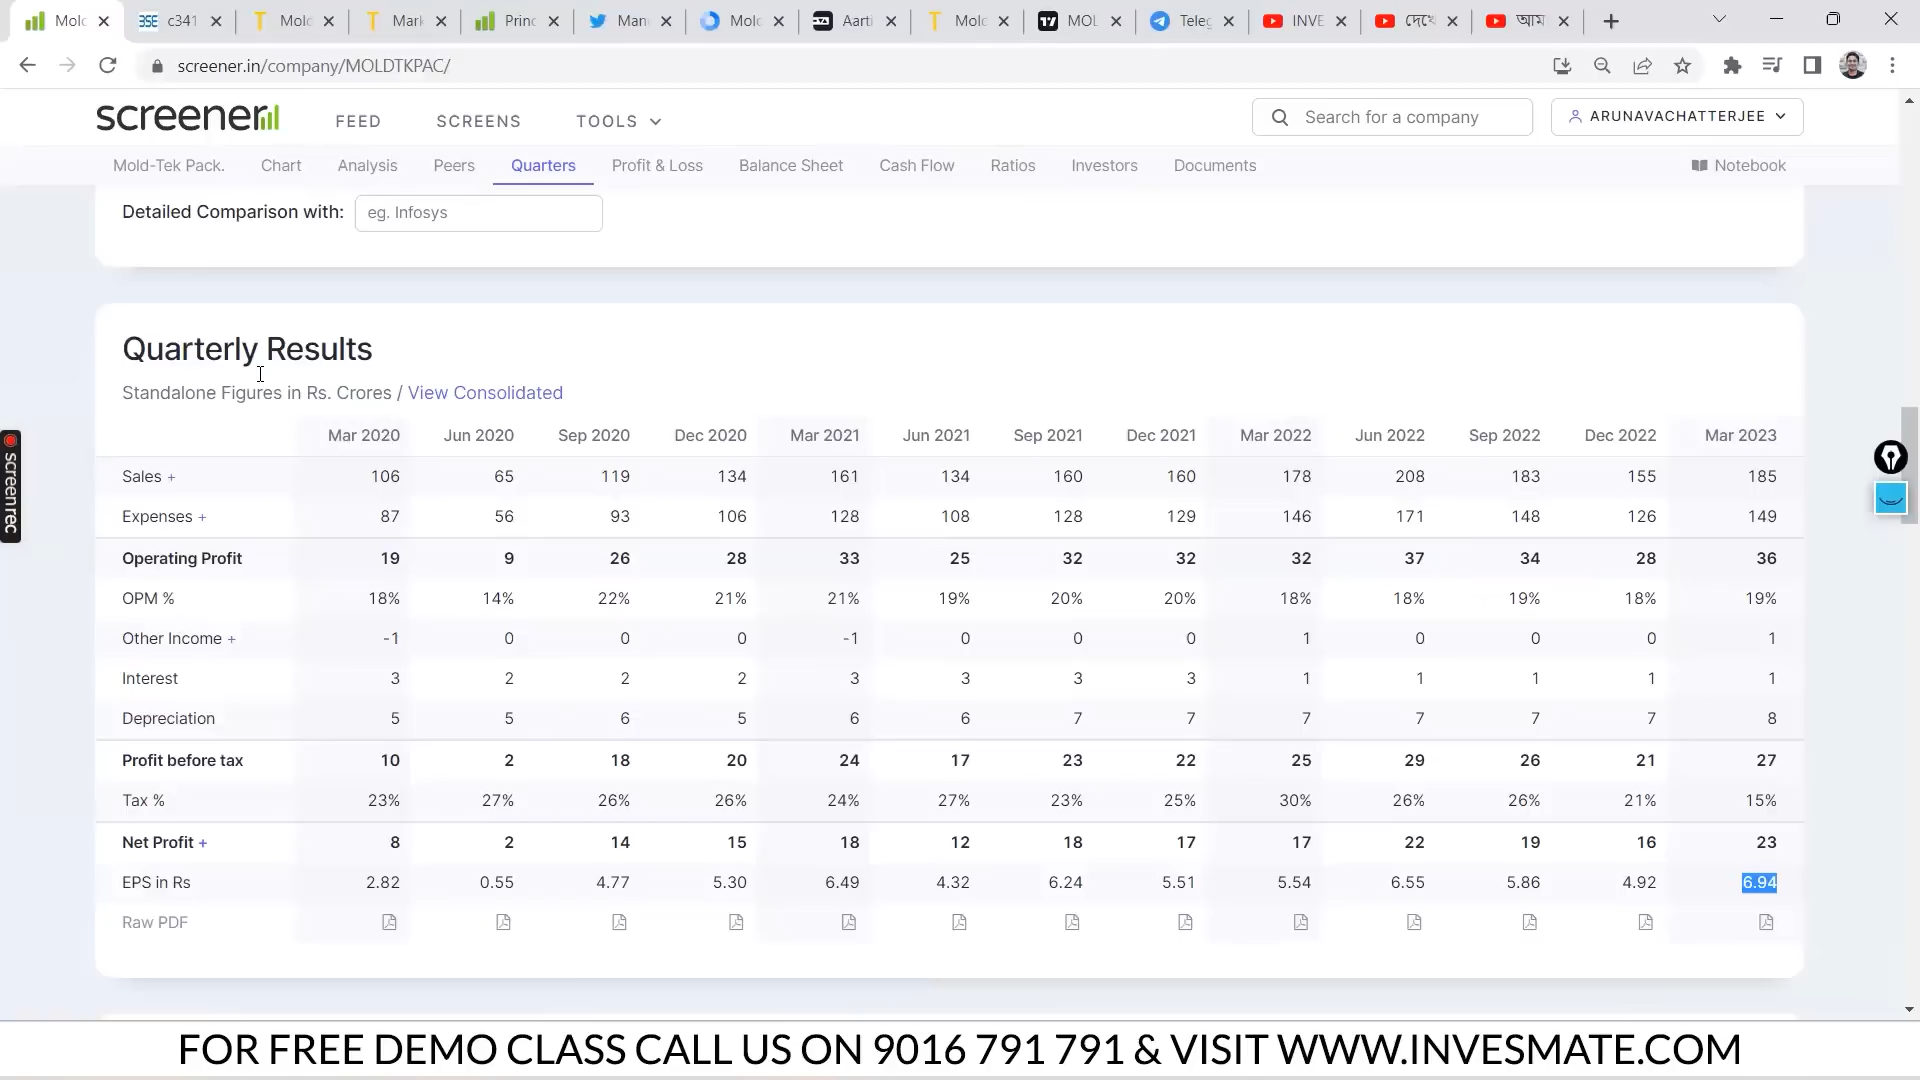 Mold c341 Mold Mark Princ Man Mold Aarti Mold MOL Teleg INVE দেখে আম
screener.in/company/MOLDTKPAC/
screener FEED SCREENS TOOLS Search for a company ARUNAVACHATTERJEE
Mold-Tek Pack. Chart Analysis Peers Quarters Profit & Loss Balance Sheet Cash Flow Ratios Investors Documents Notebook
Detailed Comparison with: eg. Infosys
Quarterly Results
Standalone Figures in Rs. Crores / View Consolidated
Mar 2020 Jun 2020 Sep 2020 Dec 2020 Mar 2021 Jun 2021 Sep 2021 Dec 2021 Mar 2022 Jun 2022 Sep 2022 Dec 2022 Mar 2023
Sales + 106 65 119 134 161 134 160 160 178 208 183 155 185
Expenses + 87 56 93 106 128 108 128 129 146 171 148 126 149
Operating Profit 19 9 26 28 33 25 32 32 32 37 34 28 36
OPM % 18% 14% 22% 21% 21% 19% 20% 20% 18% 18% 19% 18% 19%
Other Income + -1 0 0 0 -1 0 0 0 1 0 0 0 1
Interest 3 2 2 2 3 3 3 3 1 1 1 1 1
Depreciation 5 5 6 5 6 6 7 7 7 7 7 7 8
Profit before tax 10 2 18 20 24 17 23 22 25 29 26 21 27
Tax % 23% 27% 26% 26% 24% 27% 23% 25% 30% 26% 26% 21% 15%
Net Profit + 8 2 14 15 18 12 18 17 17 22 19 16 23
EPS in Rs 2.82 0.55 4.77 5.30 6.49 4.32 6.24 5.51 5.54 6.55 5.86 4.92 6.94
Raw PDF
screenrec
FOR FREE DEMO CLASS CALL US ON 9016 791 791 & VISIT WWW.INVESMATE.COM